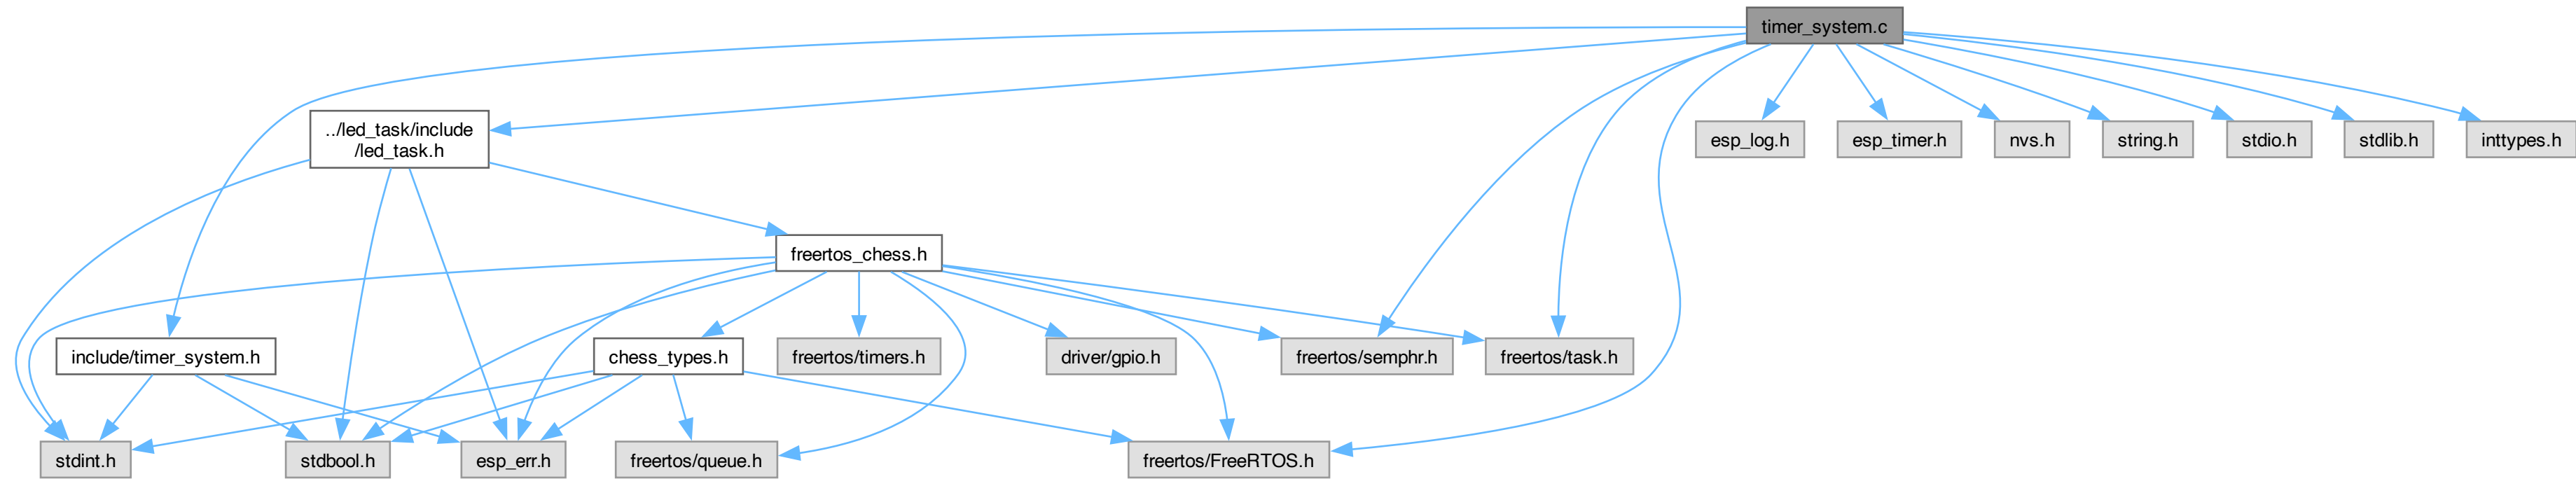 timer_system.c
../led_task/include
/led_task.h
esp_log.h
esp_timer.h
nvs.h
string.h
stdio.h
stdlib.h
inttypes.h
freertos_chess.h
include/timer_system.h
chess_types.h
freertos/timers.h
driver/gpio.h
freertos/semphr.h
freertos/task.h
stdint.h
stdbool.h
esp_err.h
freertos/queue.h
freertos/FreeRTOS.h